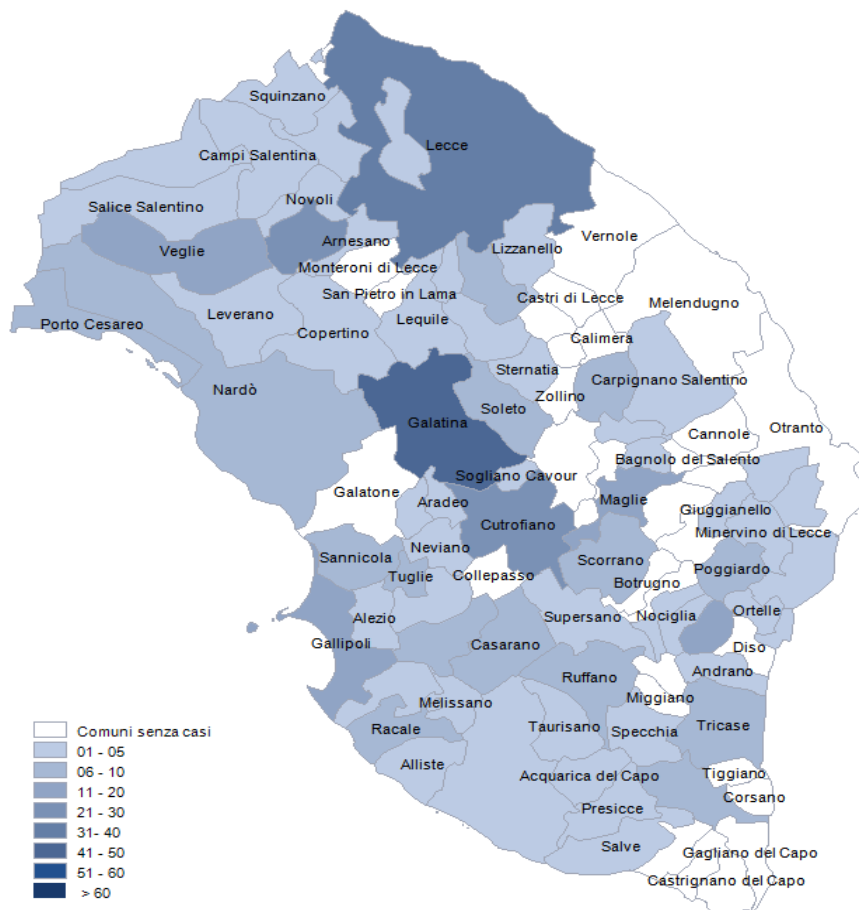 Squinzano
Lecce
Campi Salentina
Novoli
Salice Salentino
Arnesano
Vernole
Veglie
Lizzanello
Monteroni di Lecce
San Pietro in Lama
Castri di Lecce
Melendugno
Leverano
Lequile
Porto Cesareo
Copertino
Calimera
Sternatia
Carpignano Salentino
Nardò
Zollino
Soleto
Galatina
Otranto
Cannole
Bagnolo del Salento
Sogliano Cavour
Galatone
Maglie
Aradeo
Giuggianello
Cutrofiano
Minervino di Lecce
Neviano
Sannicola
Scorrano
Poggiardo
Tuglie
Collepasso
Botrugno
Alezio
Supersano
Nociglia
Ortelle
Gallipoli
Casarano
Diso
Andrano
Ruffano
Miggiano
Melissano
Racale
Taurisano
Specchia
Tricase
Alliste
Acquarica del Capo
Tiggiano
Corsano
Presicce
Salve
Gagliano del Capo
Castrignano del Capo
Comuni senza casi
01 - 05
06 - 10
11 - 20
21 - 30
31- 40
41 - 50
51 - 60
> 60